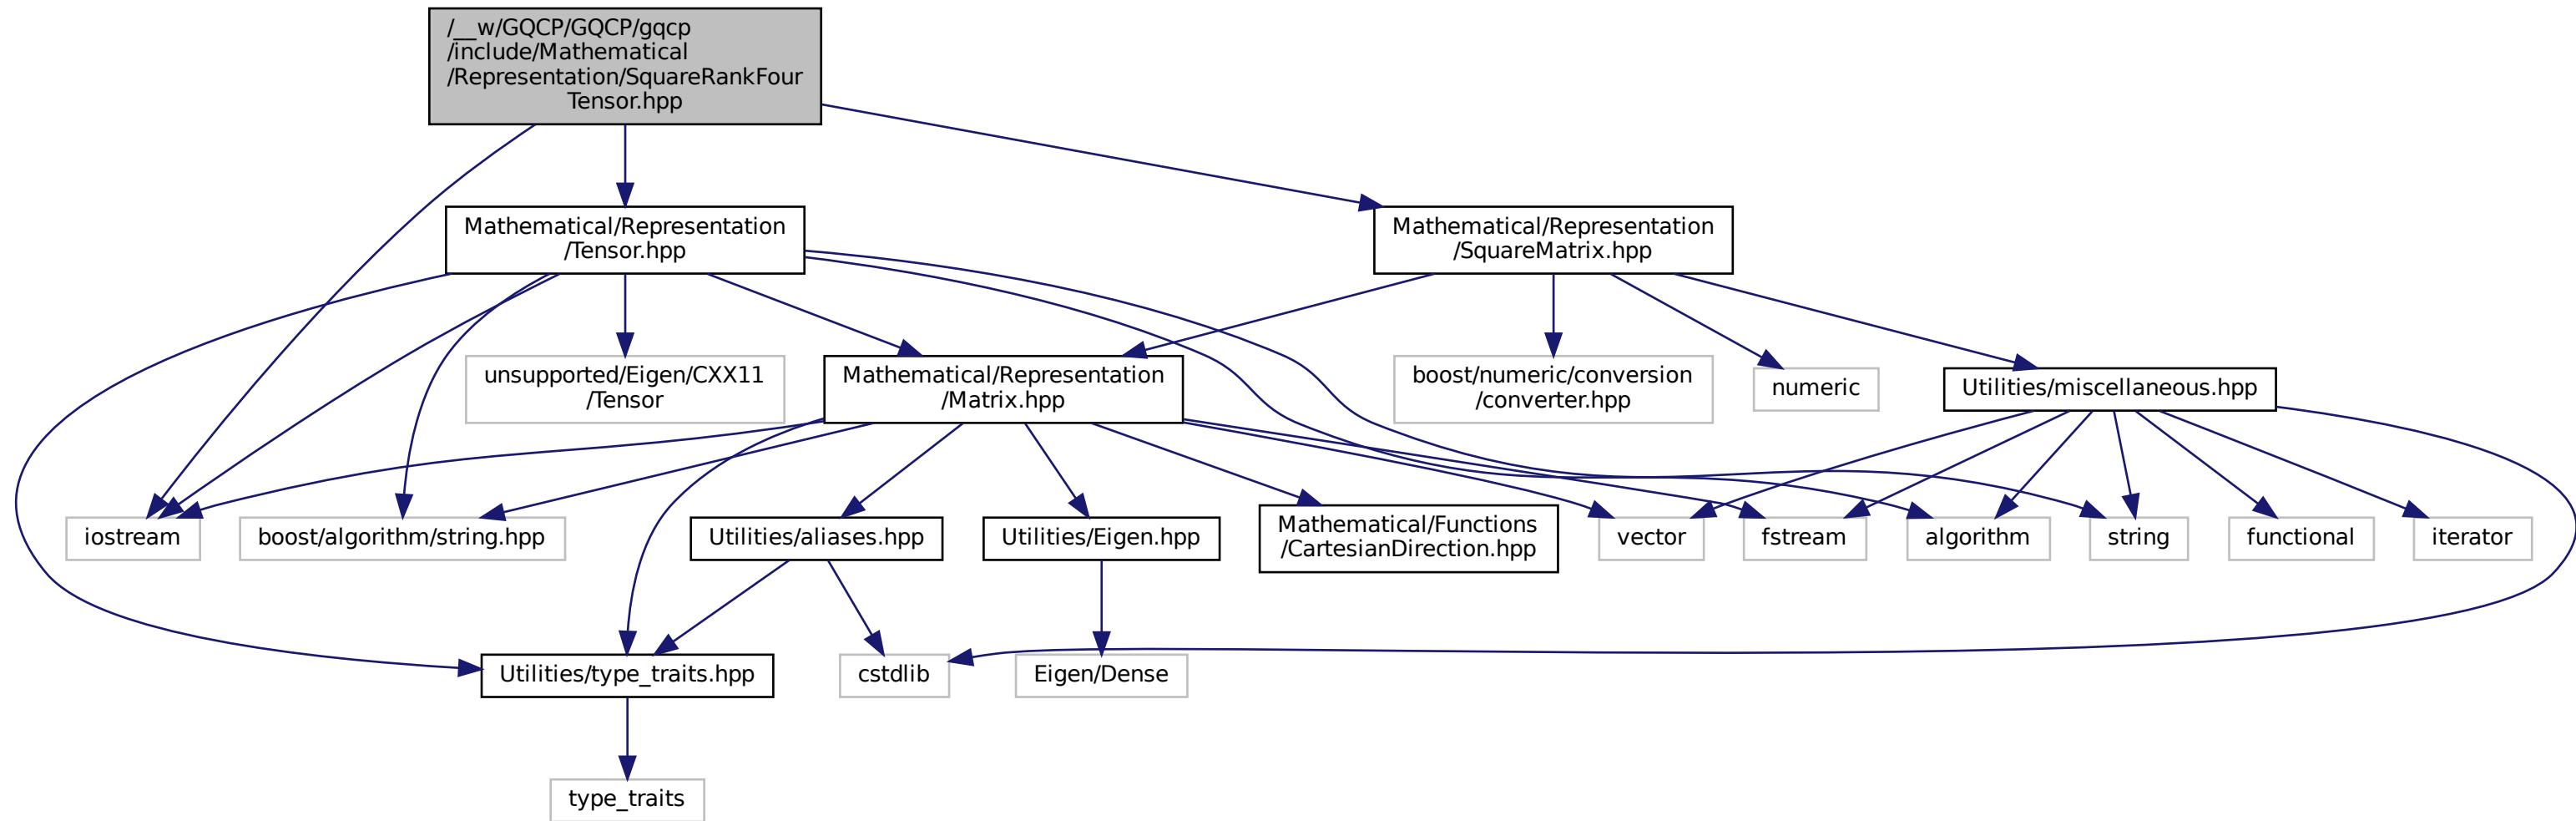 /__w/GQCP/GQCP/gqcp
/include/Mathematical
/Representation/SquareRankFour
Tensor.hpp
Mathematical/Representation
/Tensor.hpp
Mathematical/Representation
/SquareMatrix.hpp
unsupported/Eigen/CXX11
/Tensor
Mathematical/Representation
/Matrix.hpp
boost/numeric/conversion
/converter.hpp
numeric
Utilities/miscellaneous.hpp
iostream
boost/algorithm/string.hpp
Utilities/aliases.hpp
Utilities/Eigen.hpp
Mathematical/Functions
/CartesianDirection.hpp
vector
fstream
algorithm
string
functional
iterator
Utilities/type_traits.hpp
cstdlib
Eigen/Dense
type_traits